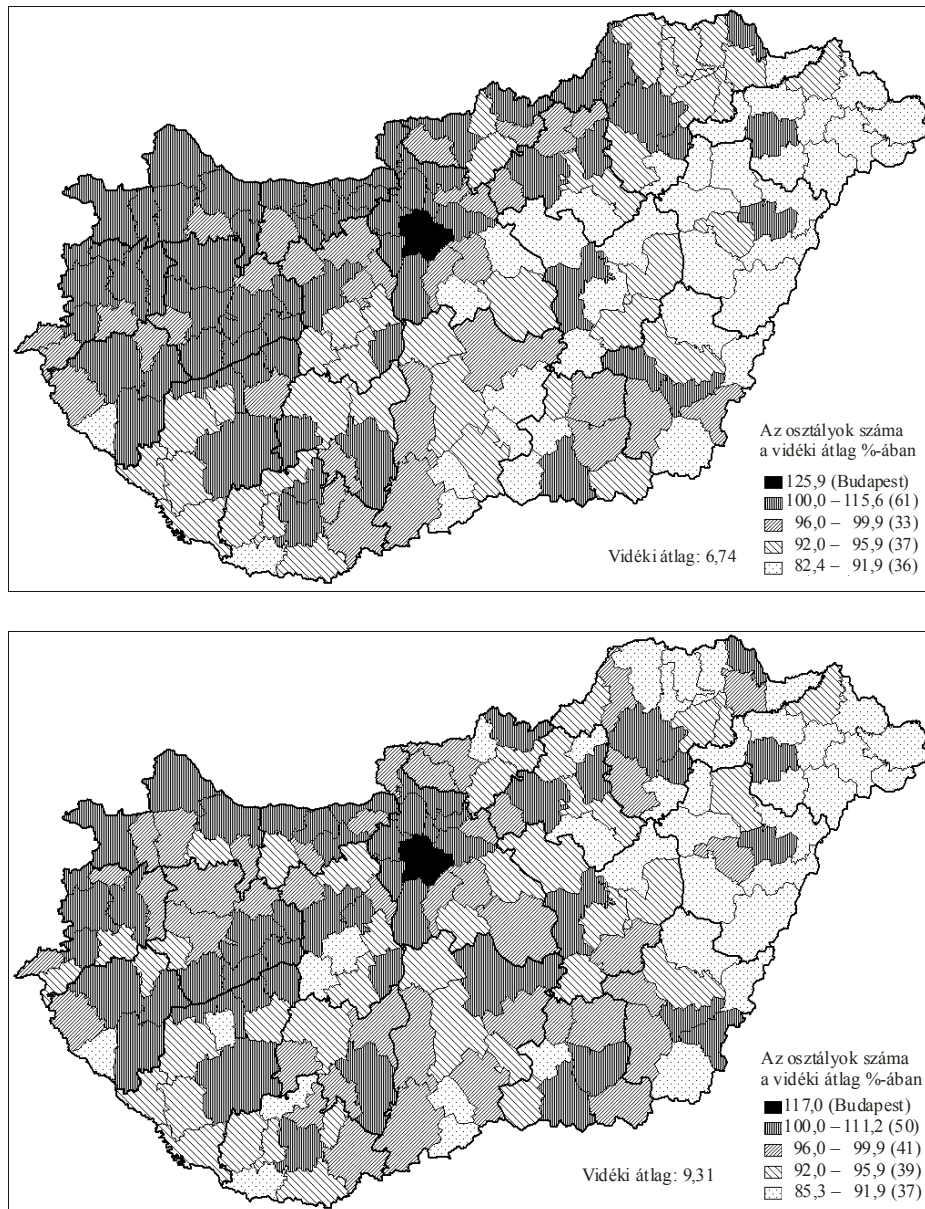 Az osztályok száma
a vidéki átlag %-ában
125,9 (Budapest)
100,0 – 115,6 (61)
96,0 – 99,9 (33)
92,0 – 95,9 (37)
82,4 – 91,9 (36)
Vidéki átlag: 6,74
Az osztályok száma
a vidéki átlag %-ában
117,0 (Budapest)
100,0 – 111,2 (50)
96,0 – 99,9 (41)
92,0 – 95,9 (39)
85,3 – 91,9 (37)
Vidéki átlag: 9,31